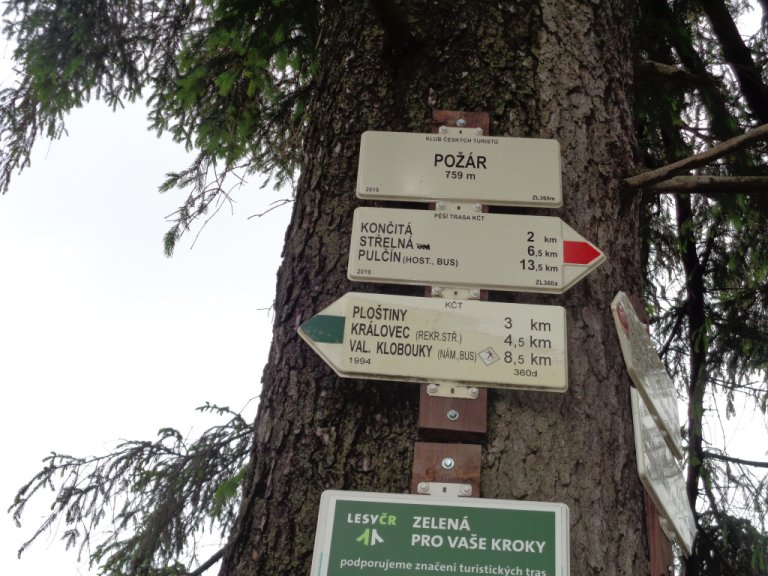 KLUB ČESKÝCH TURISTŮ
POŽÁR
759 m
2019 ZL360m
PĚŠÍ TRASA KČT
KONČITÁ 2 km
STŘELNÁ 6,5 km
PULČÍN (HOST., BUS) 13,5 km
2019 ZL360s
KČT
PLOŠTINY 3 km
KRÁLOVEC (REKR.STŘ.) 4,5 km
VAL. KLOBOUKY (NÁM.,BUS) 8,5 km
1994 360d
LESYČR ZELENÁ
PRO VAŠE KROKY
podporujeme značení turistických tras